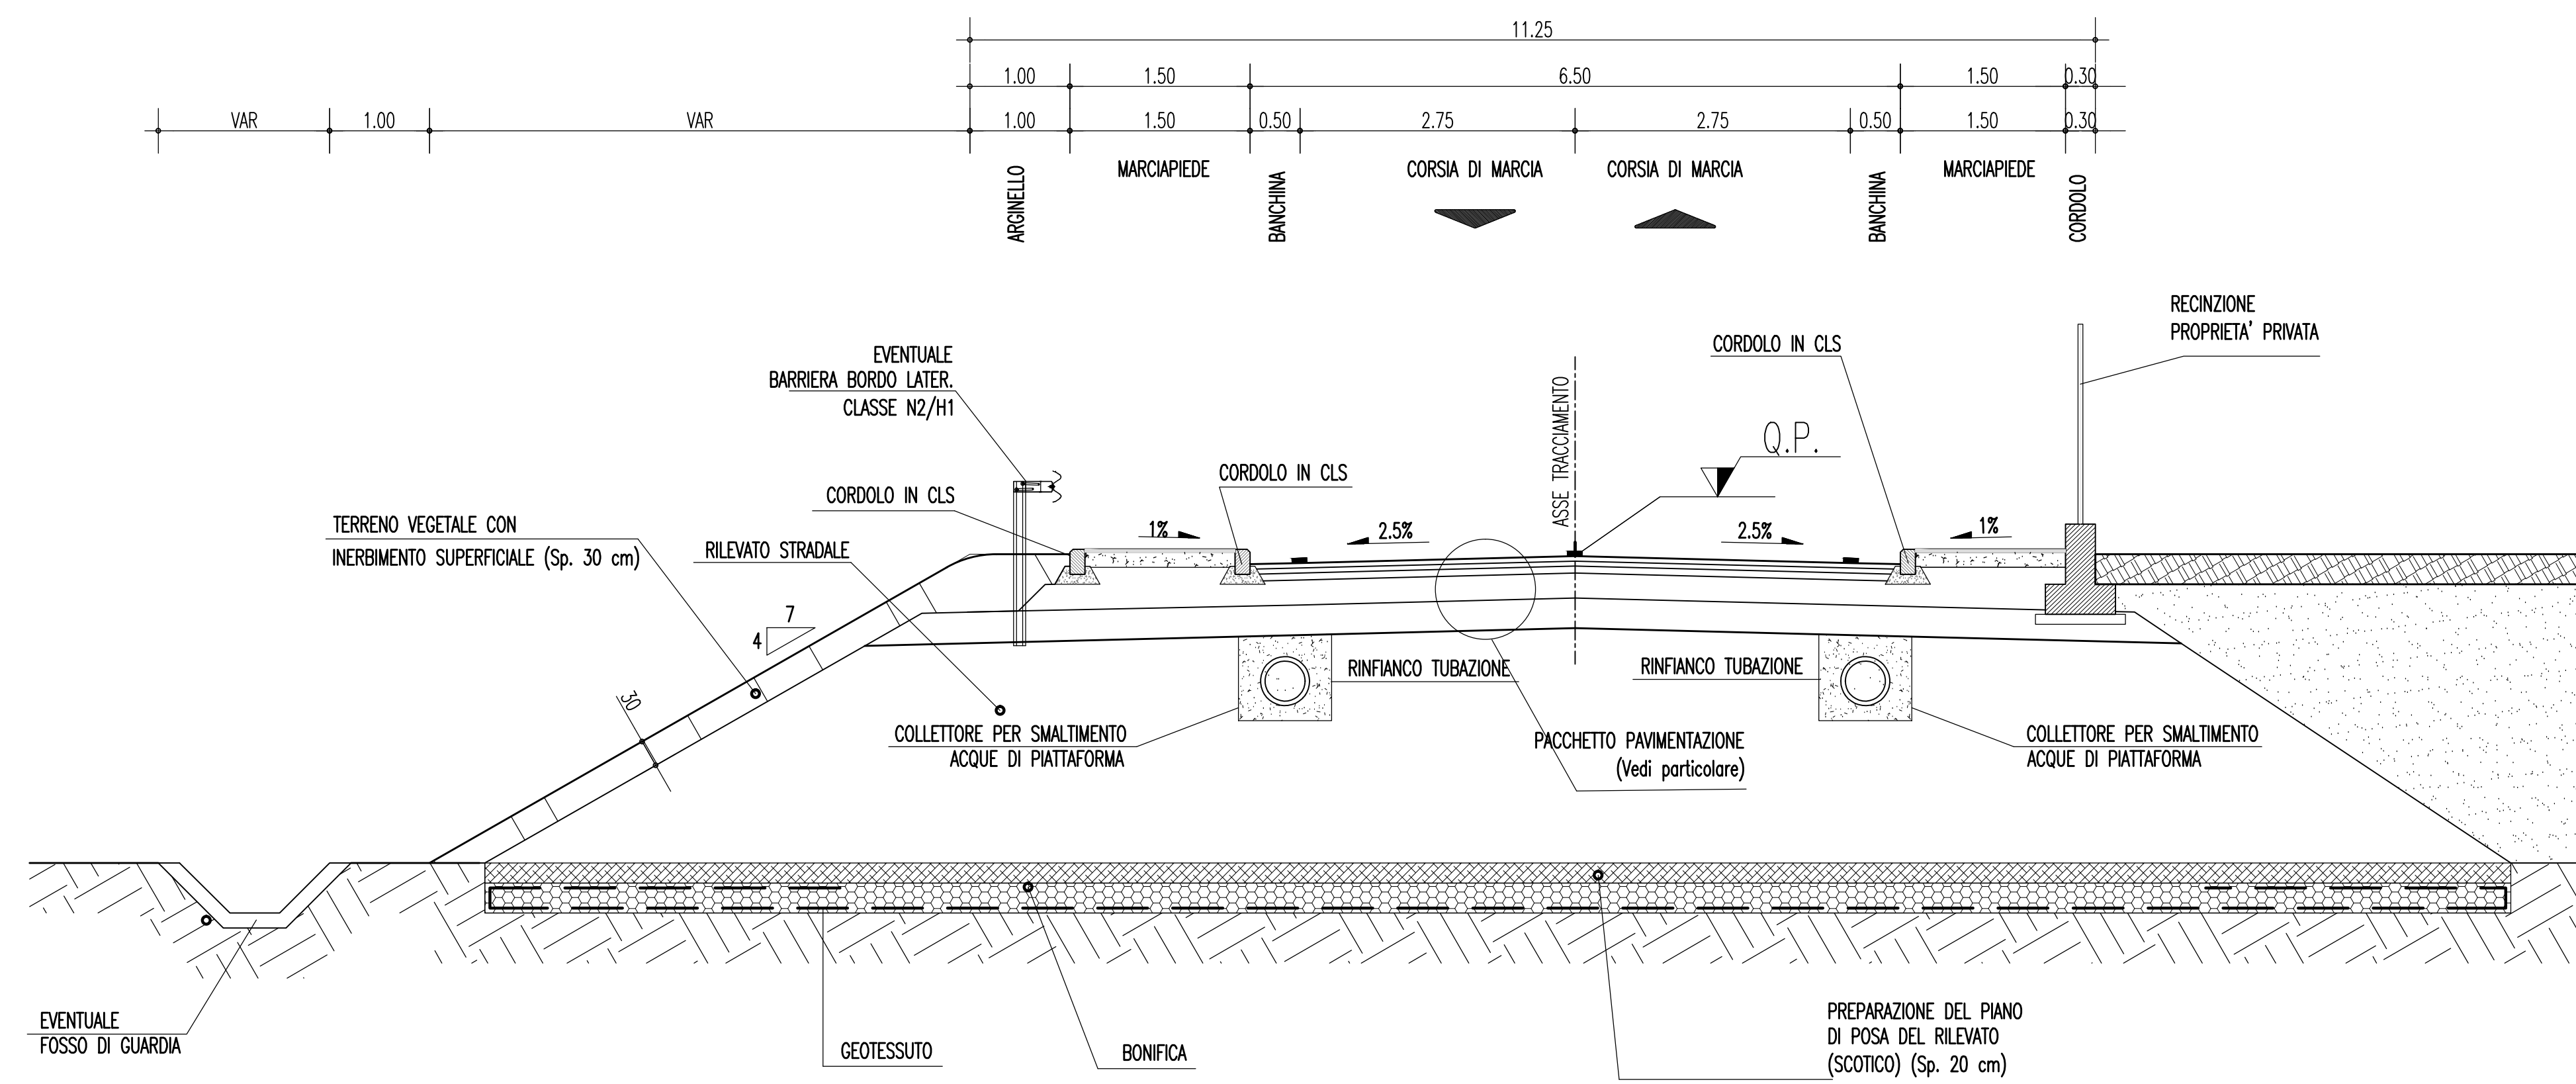 11.25
1.00 1.50 6.50 1.50 0.30
VAR 1.00 VAR 1.00 1.50 0.50 2.75 2.75 0.50 1.50 0.30
ARGINELLO
MARCIAPIEDE
BANCHINA
CORSIA DI MARCIA
CORSIA DI MARCIA
BANCHINA
MARCIAPIEDE
CORDOLO
RECINZIONE
PROPRIETA' PRIVATA
EVENTUALE
BARRIERA BORDO LATER.
CLASSE N2/H1
CORDOLO IN CLS
ASSE TRACCIAMENTO
Q.P.
CORDOLO IN CLS
CORDOLO IN CLS
TERRENO VEGETALE CON
INERBIMENTO SUPERFICIALE (Sp. 30 cm)
RILEVATO STRADALE
1%
2.5%
2.5%
1%
7
4
30
RINFIANCO TUBAZIONE
RINFIANCO TUBAZIONE
COLLETTORE PER SMALTIMENTO
ACQUE DI PIATTAFORMA
PACCHETTO PAVIMENTAZIONE
(Vedi particolare)
COLLETTORE PER SMALTIMENTO
ACQUE DI PIATTAFORMA
EVENTUALE
FOSSO DI GUARDIA
GEOTESSUTO
BONIFICA
PREPARAZIONE DEL PIANO
DI POSA DEL RILEVATO
(SCOTICO) (Sp. 20 cm)